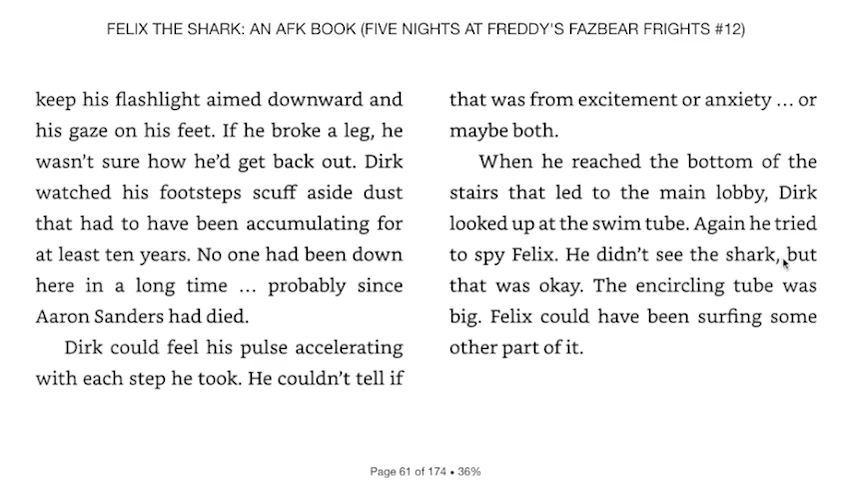 FELIX THE SHARK: AN AFK BOOK (FIVE NIGHTS AT FREDDY'S FAZBEAR FRIGHTS #12)
keep his flashlight aimed downward and
his gaze on his feet. If he broke a leg, he
wasn't sure how he'd get back out. Dirk
watched his footsteps scuff aside dust
that had to have been accumulating for
at least ten years. No one had been down
here in a long time … probably since
Aaron Sanders had died.
Dirk could feel his pulse accelerating
with each step he took. He couldn't tell if
that was from excitement or anxiety … or
maybe both.
When he reached the bottom of the
stairs that led to the main lobby, Dirk
looked up at the swim tube. Again he tried
to spy Felix. He didn't see the shark, but
that was okay. The encircling tube was
big. Felix could have been surfing some
other part of it.
Page 61 of 174 • 36%